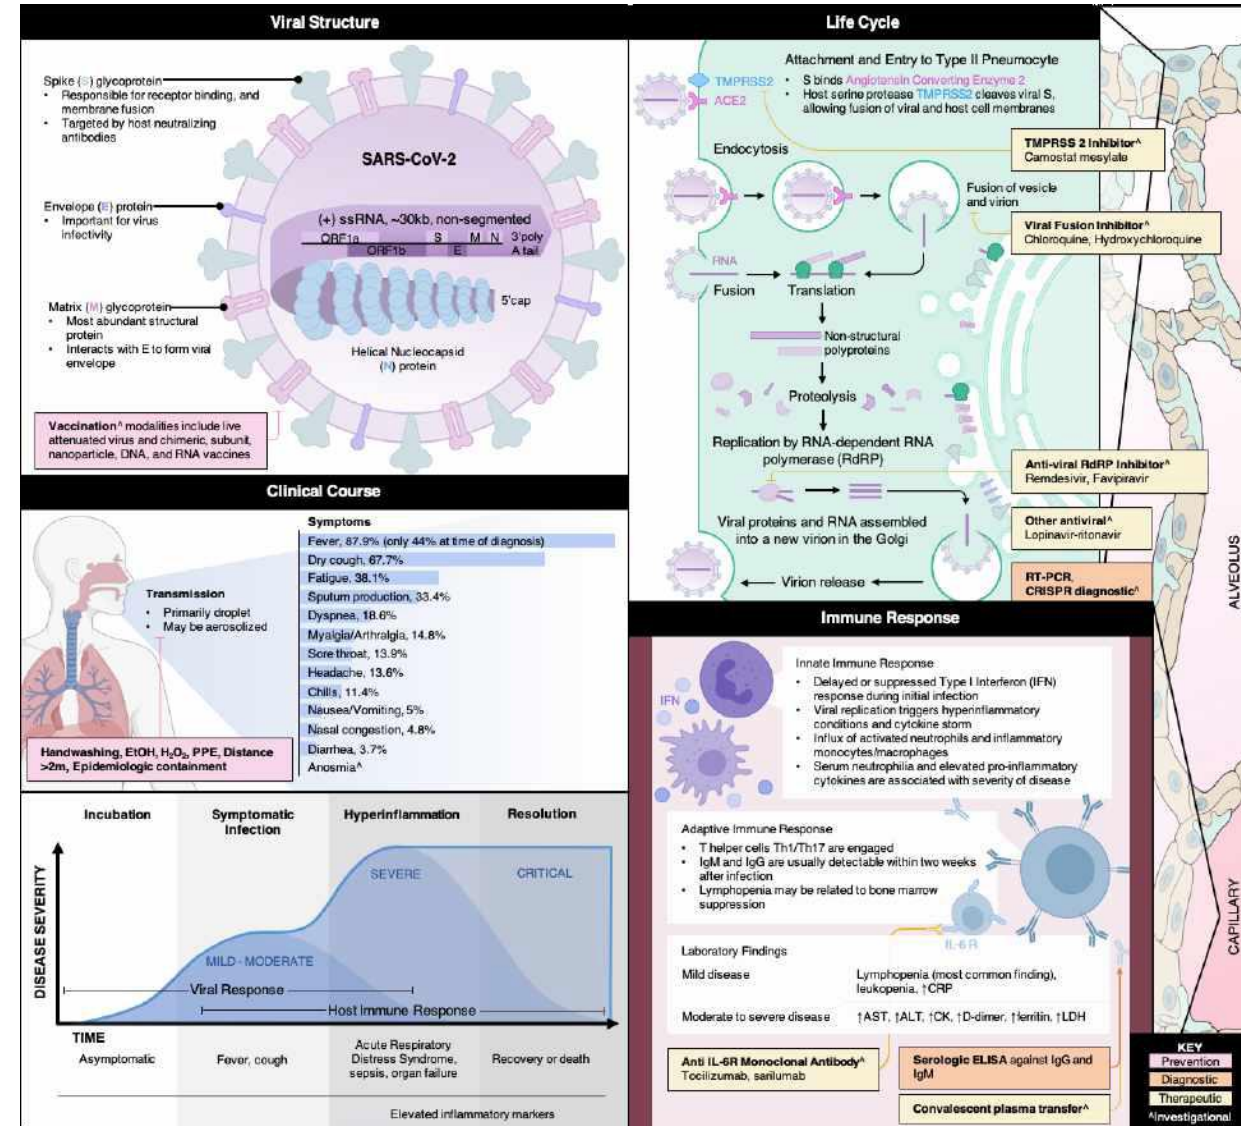 Viral Structure
Spike (S) glycoprotein
• Responsible for receptor binding, and
membrane fusion
• Targeted by host neutralizing
antibodies
SARS-CoV-2
Envelope (E) protein
• Important for virus
infectivity
(+) ssRNA, ~30kb, non-segmented
ORF1a
S
M
N
3'poly
ORF1b
E
A tail
5'cap
Matrix (M) glycoprotein
• Most abundant structural
protein
• Interacts with E to form viral
envelope
Helical Nucleocapsid
(N) protein
Vaccination^ modalities include live
attenuated virus and chimeric, subunit,
nanoparticle, DNA, and RNA vaccines
Clinical Course
Transmission
• Primarily droplet
• May be aerosolized
Handwashing, EtOH, H₂O₂, PPE, Distance
>2m, Epidemiologic containment
Symptoms
Fever, 87.9% (only 44% at time of diagnosis)
Dry cough, 67.7%
Fatigue, 38.1%
Sputum production, 33.4%
Dyspnea, 18.6%
Myalgia/Arthralgia, 14.8%
Sore throat, 13.9%
Headache, 13.6%
Chills, 11.4%
Nausea/Vomiting, 5%
Nasal congestion, 4.8%
Diarrhea, 3.7%
Anosmia^
Incubation
Symptomatic
Infection
Hyperinflammation
Resolution
DISEASE SEVERITY
SEVERE
CRITICAL
MILD - MODERATE
Viral Response
Host Immune Response
TIME
Asymptomatic
Fever, cough
Acute Respiratory
Distress Syndrome,
sepsis, organ failure
Recovery or death
Elevated inflammatory markers
Life Cycle
Attachment and Entry to Type II Pneumocyte
• S binds Angiotensin Converting Enzyme 2
• Host serine protease TMPRSS2 cleaves viral S,
allowing fusion of viral and host cell membranes
TMPRSS2
ACE2
TMPRSS 2 Inhibitor^
Camostat mesylate
Endocytosis
Fusion of vesicle
and virion
Viral Fusion Inhibitor^
Chloroquine, Hydroxychloroquine
RNA
Fusion
Translation
Non-structural
polyproteins
Proteolysis
Replication by RNA-dependent RNA
polymerase (RdRP)
Anti-viral RdRP Inhibitor^
Remdesivir, Favipiravir
Viral proteins and RNA assembled
into a new virion in the Golgi
Other antiviral^
Lopinavir-ritonavir
Virion release
RT-PCR,
CRISPR diagnostic^
ALVEOLUS
CAPILLARY
Immune Response
IFN
Innate Immune Response
• Delayed or suppressed Type I Interferon (IFN)
response during initial infection
• Viral replication triggers hyperinflammatory
conditions and cytokine storm
• Influx of activated neutrophils and inflammatory
monocytes/macrophages
• Serum neutrophilia and elevated pro-inflammatory
cytokines are associated with severity of disease
Adaptive Immune Response
• T helper cells Th1/Th17 are engaged
• IgM and IgG are usually detectable within two weeks
after infection
• Lymphopenia may be related to bone marrow
suppression
IL-6 R
Laboratory Findings
Mild disease
Lymphopenia (most common finding),
leukopenia, ↑CRP
Moderate to severe disease
↑AST, ↑ALT, ↑CK, ↑D-dimer, ↑ferritin, ↑LDH
Anti IL-6R Monoclonal Antibody^
Tocilizumab, sarilumab
Serologic ELISA against IgG and
IgM
Convalescent plasma transfer^
KEY
Prevention
Diagnostic
Therapeutic
^Investigational